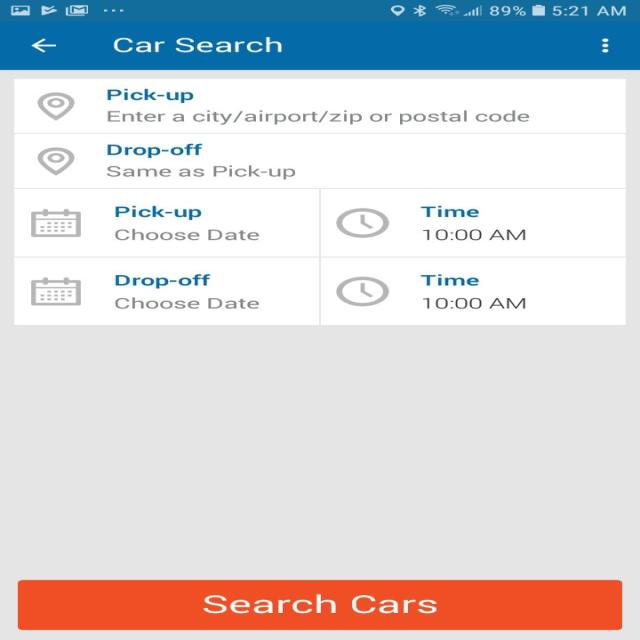 89% 5:21 AM
Car Search
Pick-up
Enter a city/airport/zip or postal code
Drop-off
Same as Pick-up
Pick-up
Choose Date
Time
10:00 AM
Drop-off
Choose Date
Time
10:00 AM
Search Cars